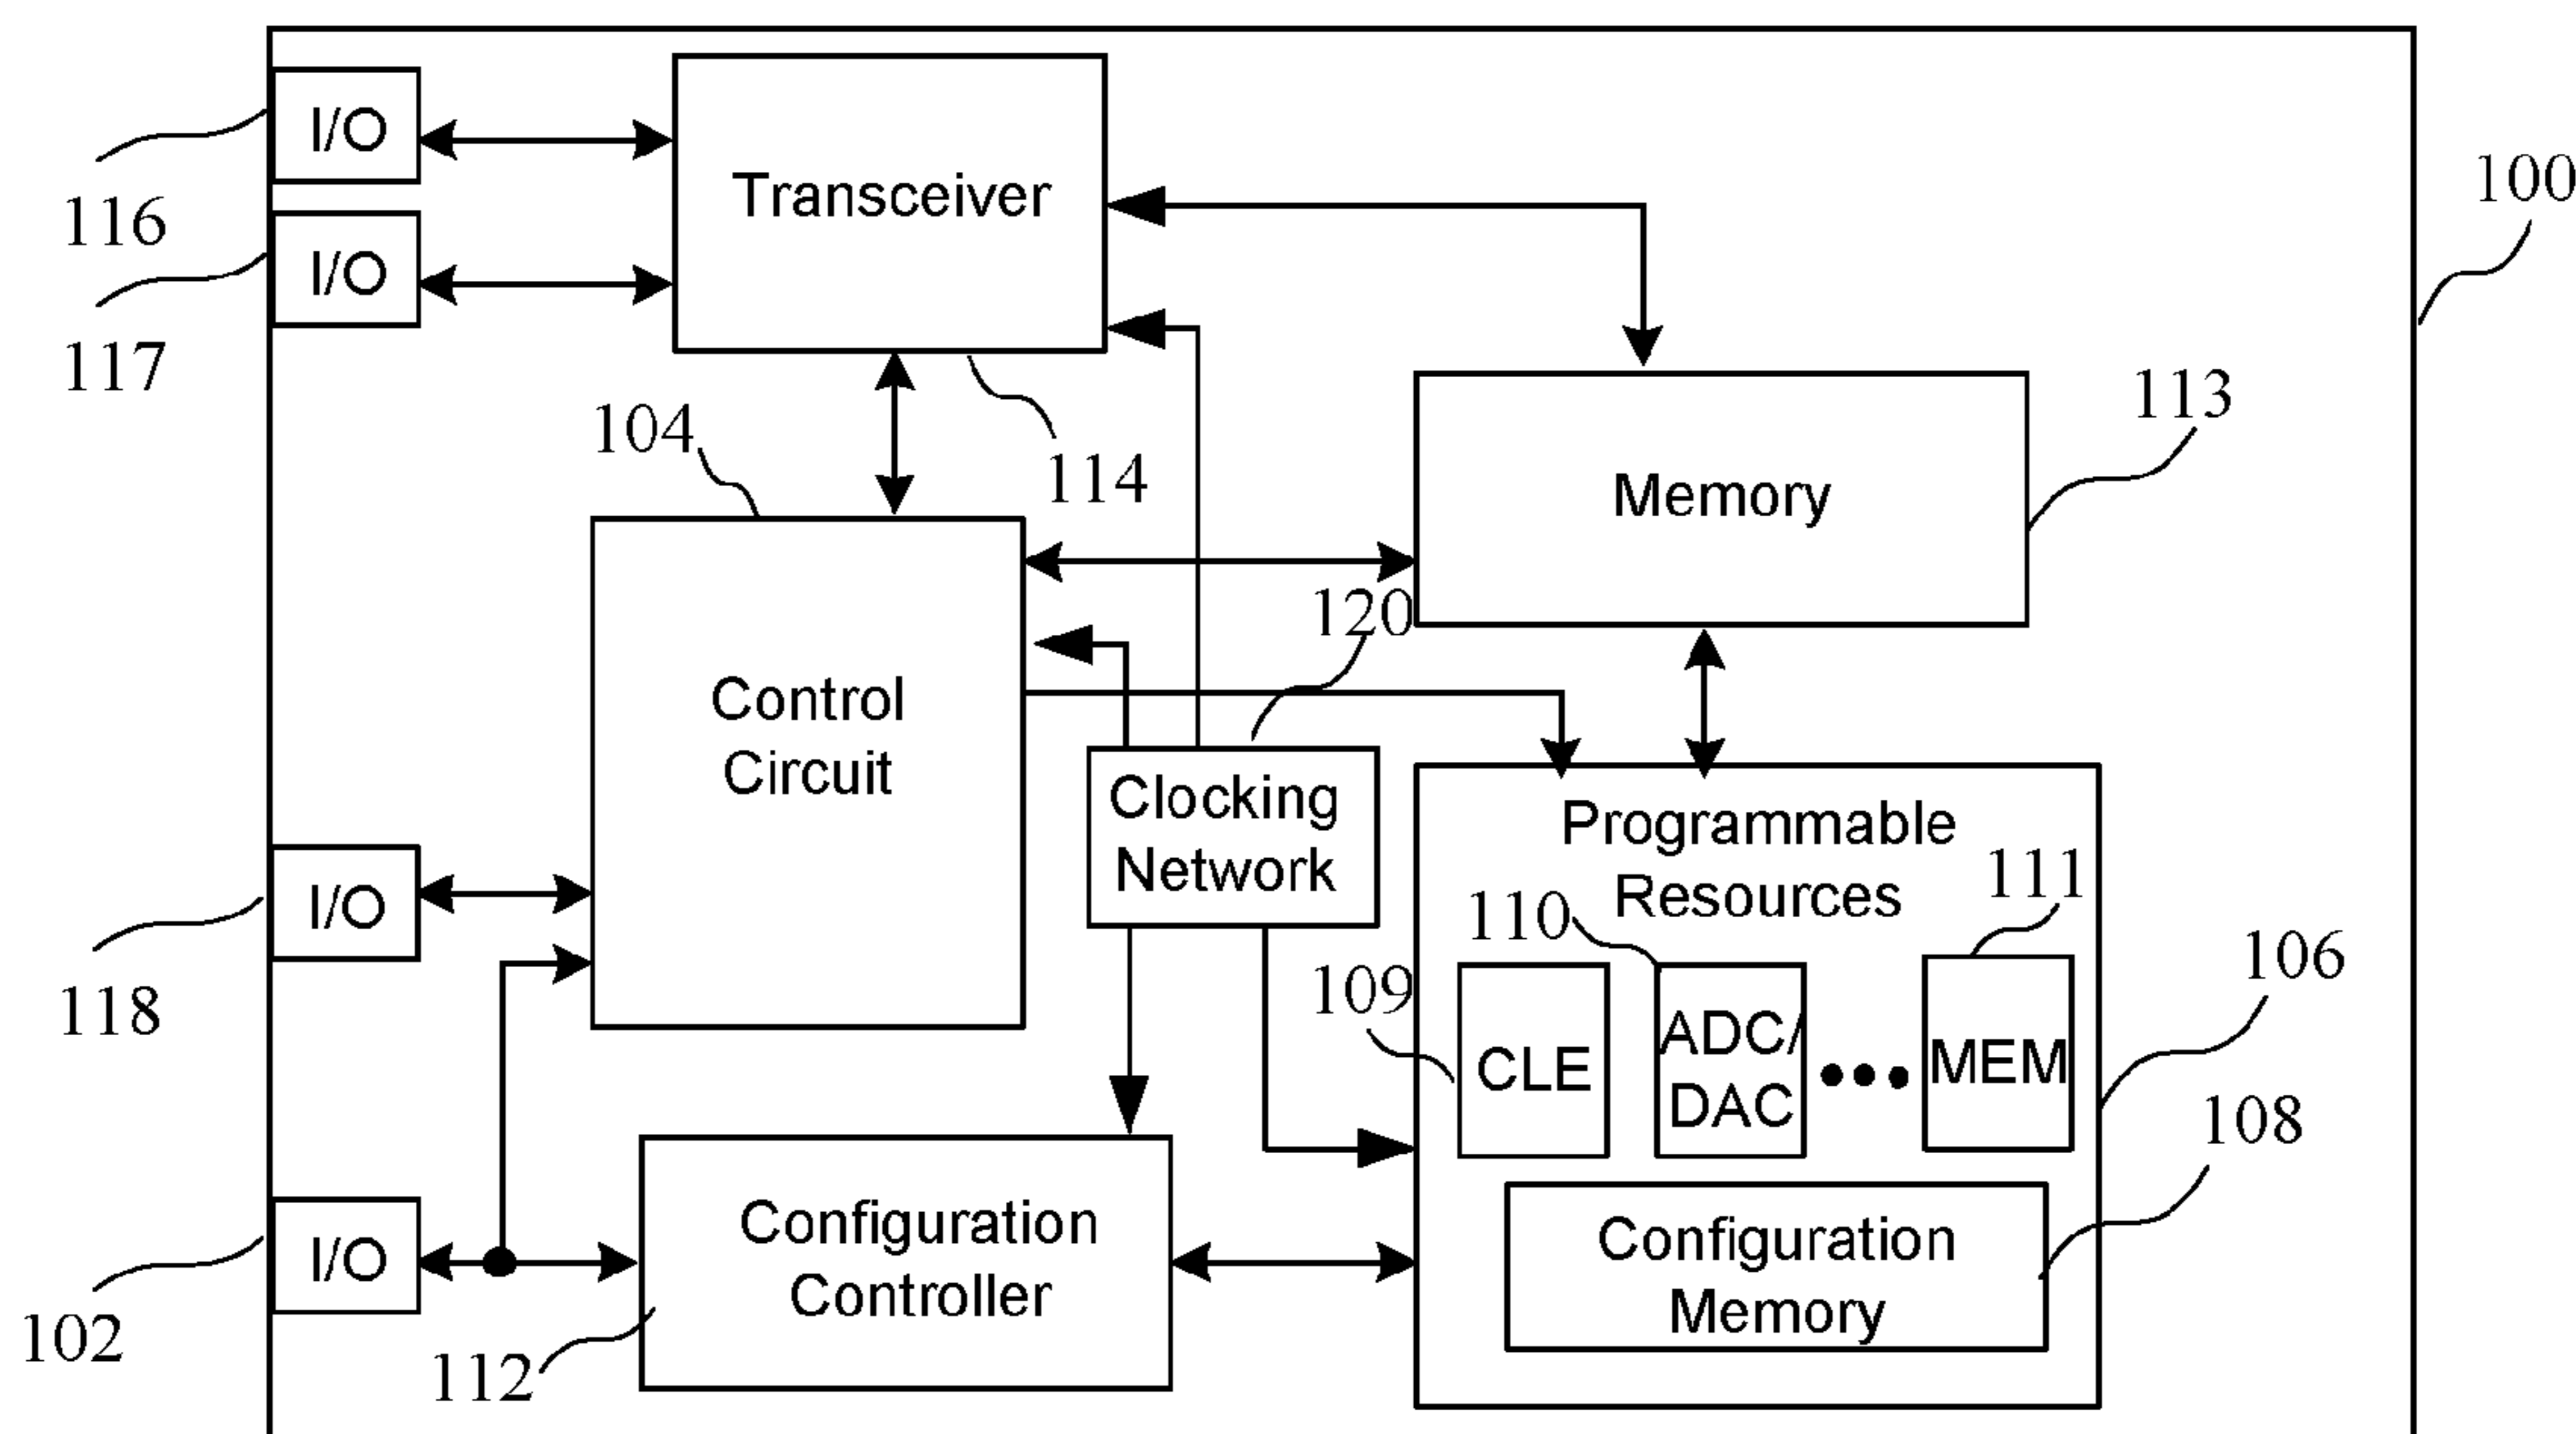 I/O
Transceiver
100
116
I/O
117
113
104
114
Memory
120
Control
Circuit
Clocking
Network
Programmable
Resources
111
110
I/O
106
109
118
CLE
ADC/
DAC
MEM
108
Configuration
Controller
Configuration
Memory
I/O
102
112